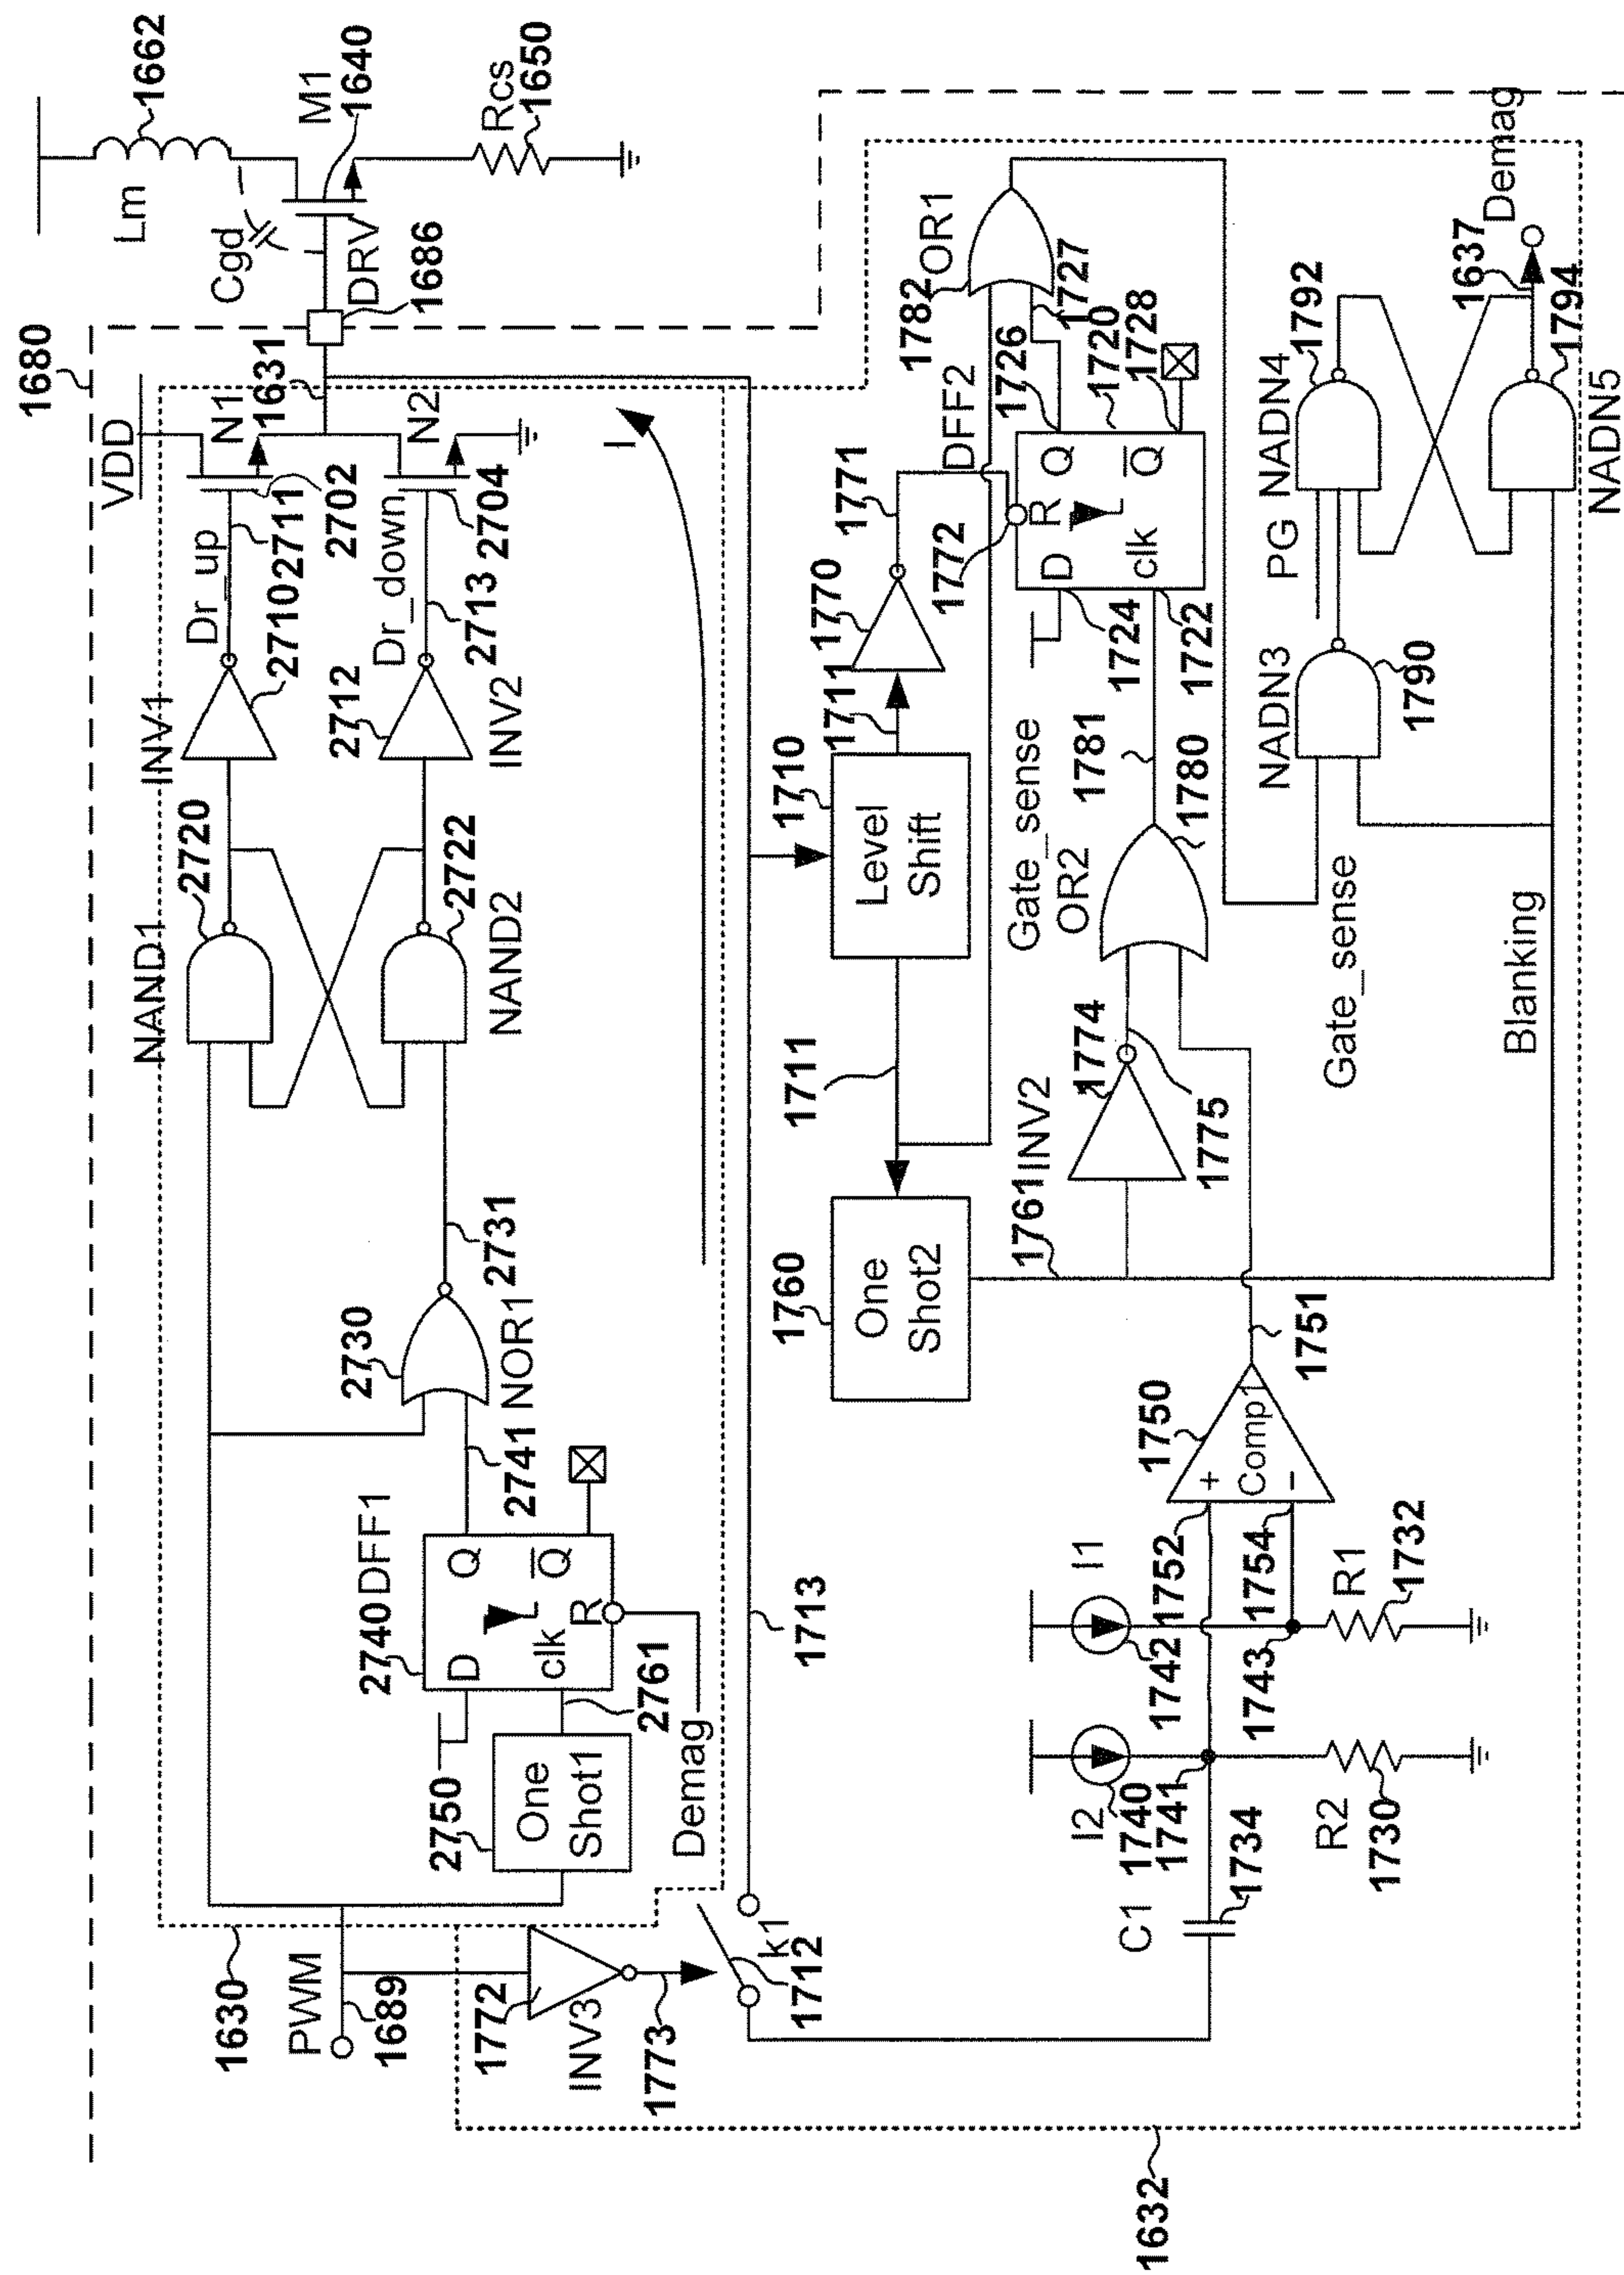 1680
VDD
1662
Lm
Cgd
M1
1640
DRV
1686
Rcs
1650
1631
N1
N2
2702
2704
Dr_up
2711
2710
Dr_down
2713
2712
INV1
INV2
2720
NAND1
2722
NAND2
2731
2730
NOR1
2741
2740
DFF1
D
Q
clk
Q
R
2761
2750
One
Shot1
Demag
1630
PWM
1689
1772
INV3
1773
k1
1712
1713
I
1710
Level
Shift
1711
1711
1770
1771
1772
DFF2
D
R
Q
clk
Q
1724
1722
1726
1727
1720
1728
1782
OR1
1760
One
Shot2
1761
INV2
1774
1775
Gate_sense
OR2
1781
1780
Gate_sense
Blanking
NADN3
1790
PG
NADN4
1792
1637
Demag
1794
NADN5
1751
1750
Comp1
+
-
1752
1754
I1
1742
1743
R1
1732
I2
1740
1741
R2
1730
C1
1734
1632